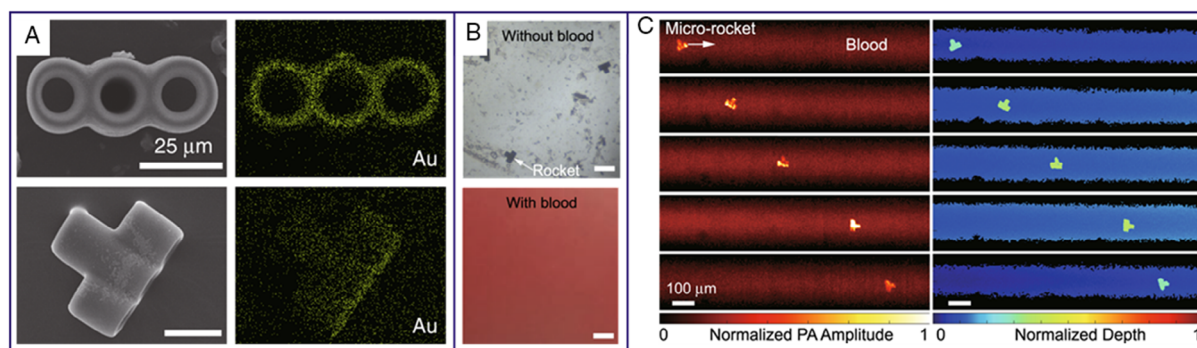 A
25 µm
Au
Au
B
Without blood
Rocket
With blood
C
Micro-rocket
Blood
100 µm
0 Normalized PA Amplitude 1
0 Normalized Depth 1